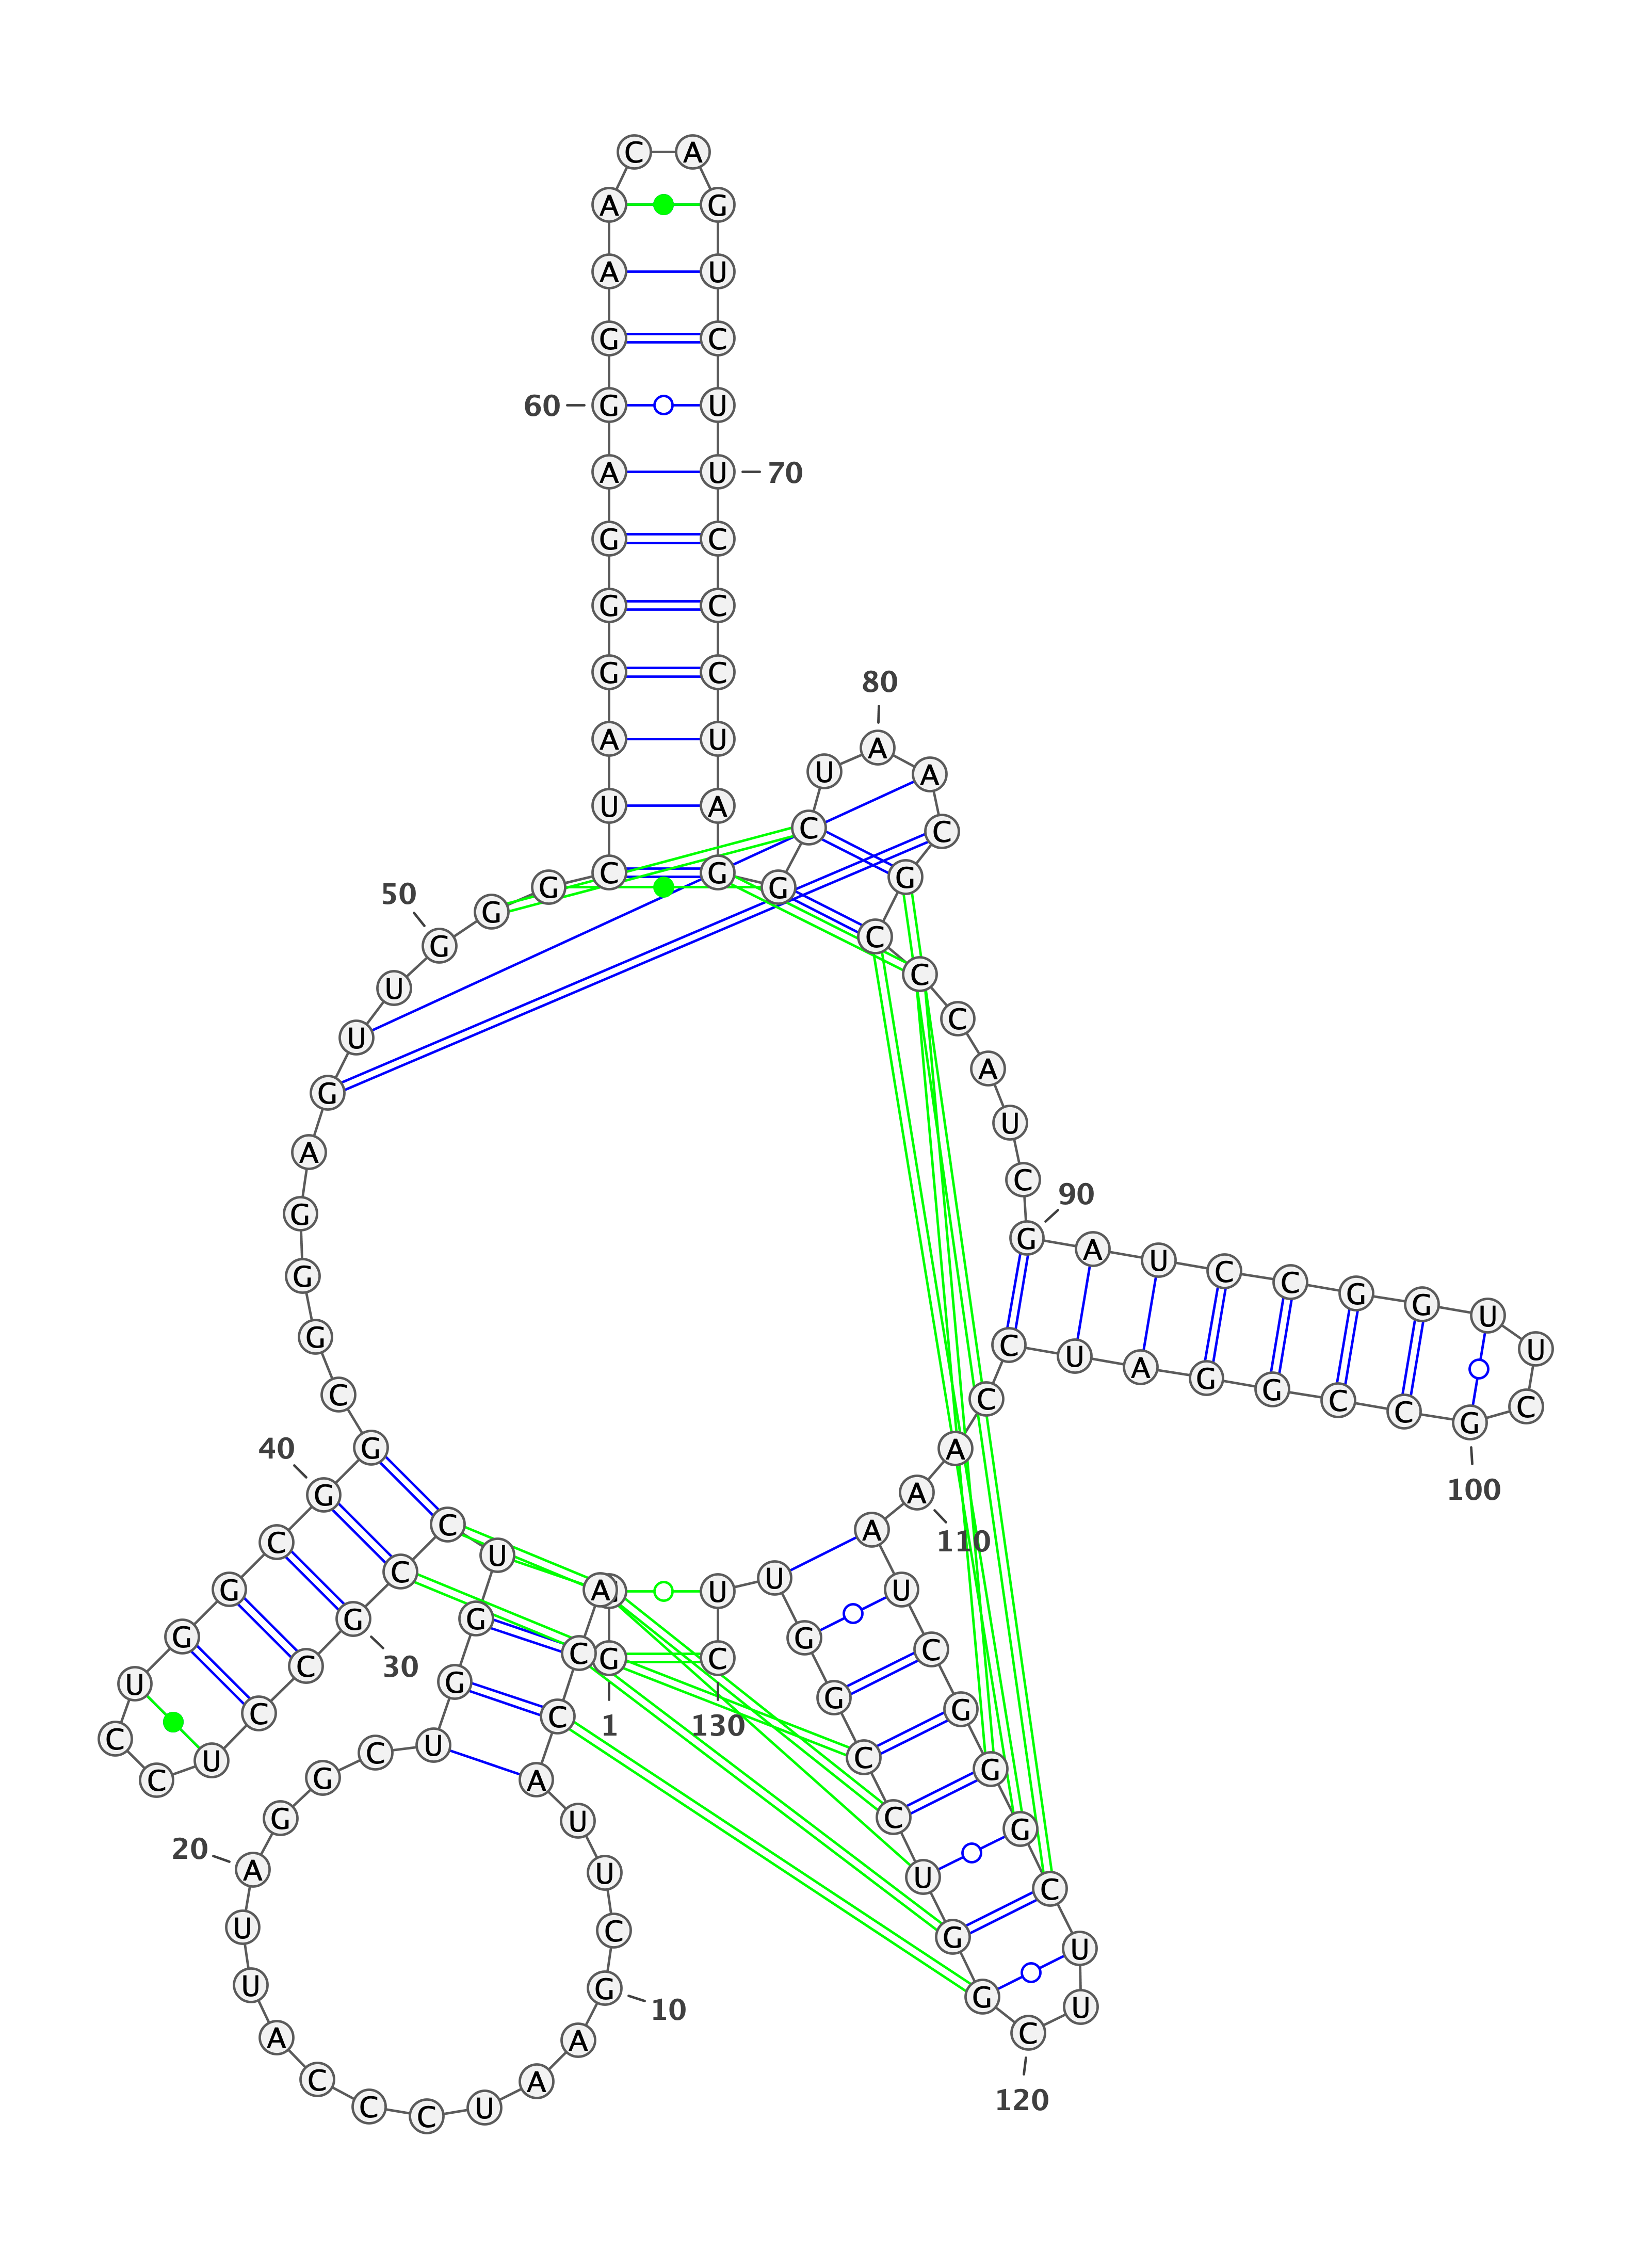 C A
A G
A U
G C
60 G U
A U 70
G C
G C
G C
80
A U A
U A
U A
C C
C G G
G G
50
G C
G
C
U
C
U
A
G
U
A
C
90
G
G A U C C G G U
G
G C U A G G C C G U C
C C
40 G A
G A 100
C C A 110
U
C
G A U U U
G G G C
G C G C
C 30 G
U G G
C C 1 130
C C U U C G
C G A
G U C G
20
A U U C
U C G U
U G G U 10
A A C
C A 120
C C U